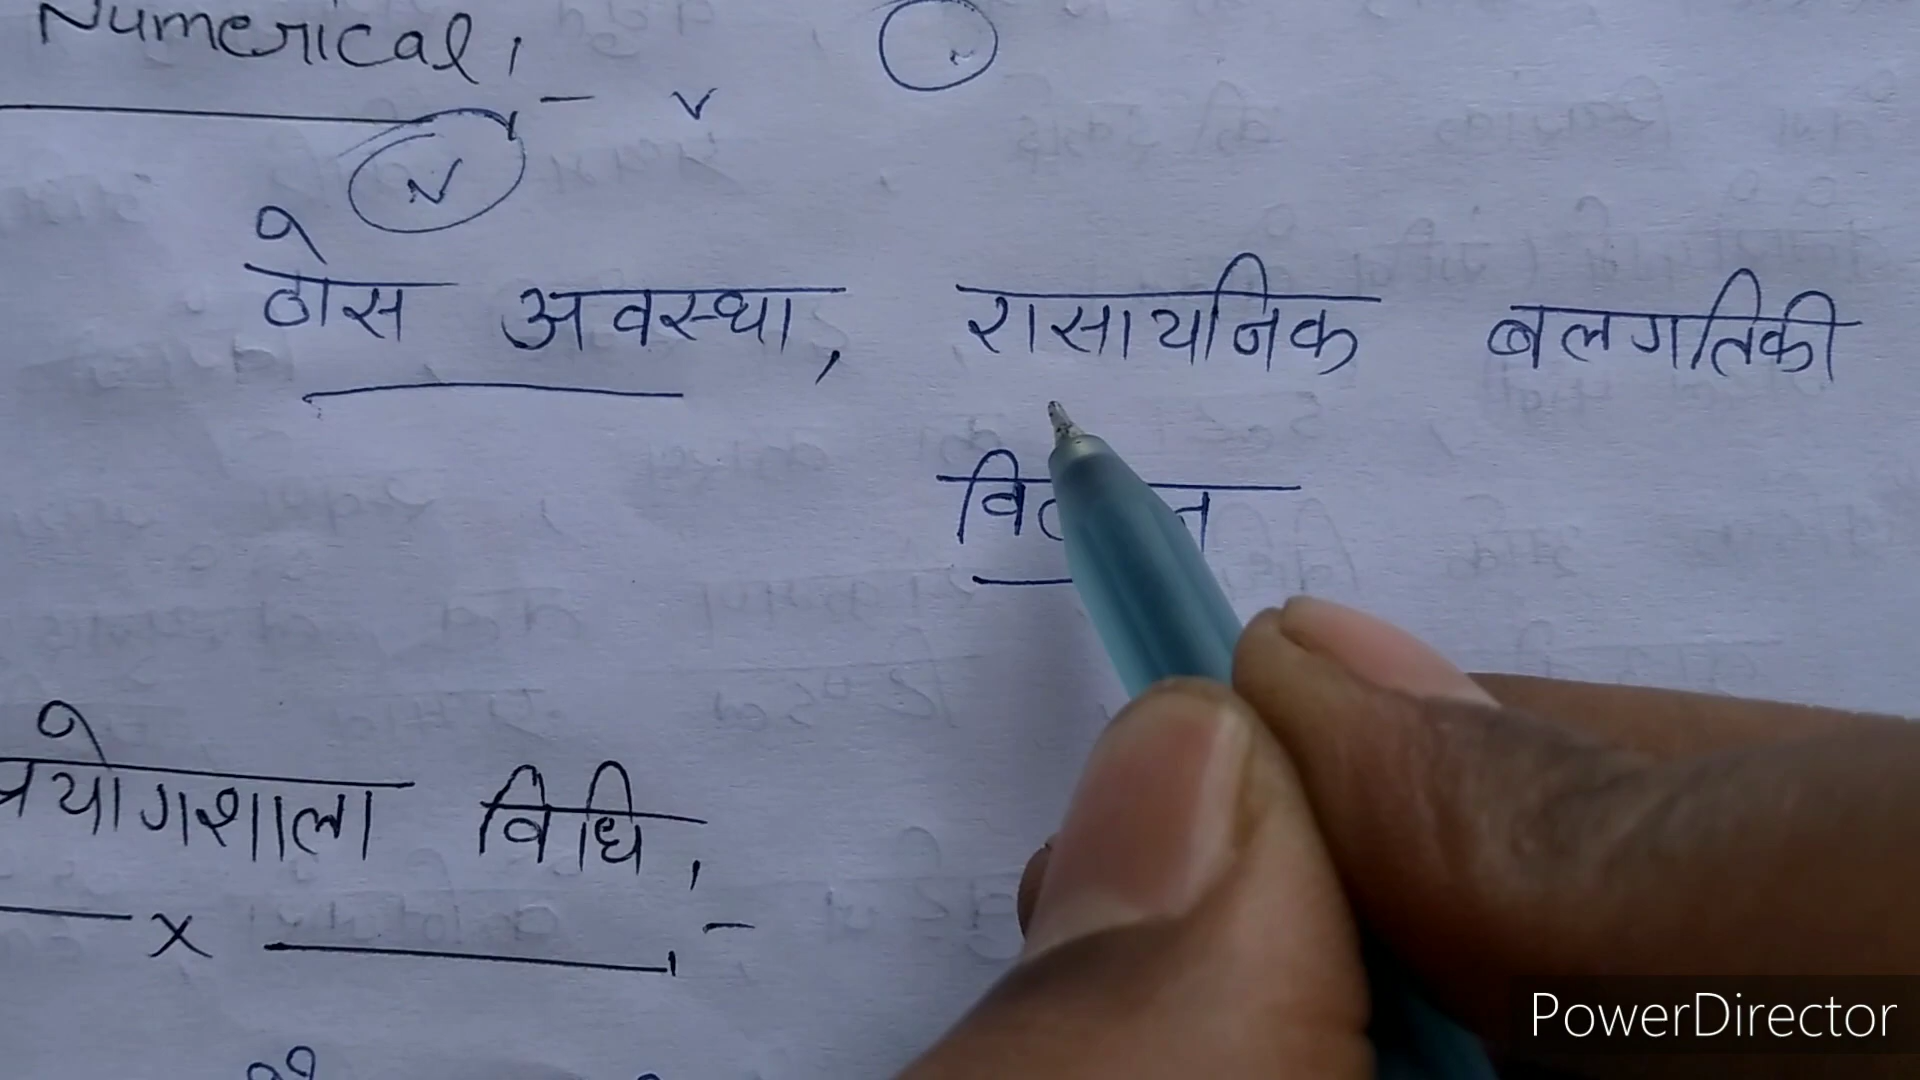 Numerical,
N
ठोस अवस्था, रासायनिक बलगतिकी
प्रयोगशाला विधि,
PowerDirector